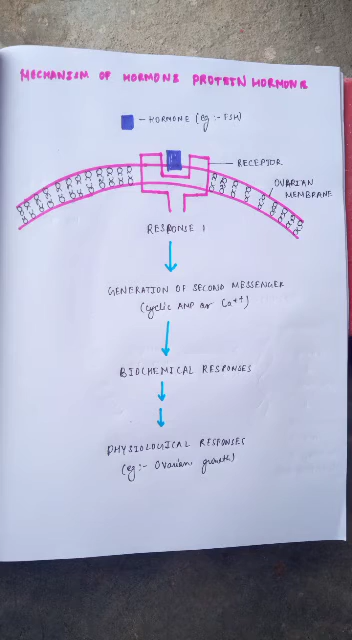 MECHANISM OF HORMONE PROTEIN HORMONE
- HORMONE (eg:- FSH)
RECEPTOR
OVARIAN
MEMBRANE
RESPONSE 1
GENERATION OF SECOND MESSENGER
(cyclic AMP or Ca++)
BIOCHEMICAL RESPONSES
PHYSIOLOGICAL RESPONSES
(eg:- Ovarian growth)